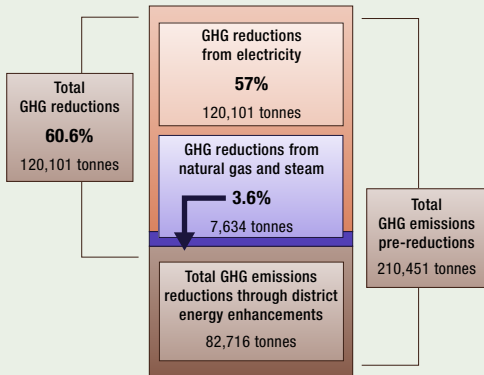 GHG reductions
from electricity
57%
120,101 tonnes
Total
GHG reductions
60.6%
120,101 tonnes
GHG reductions from
natural gas and steam
3.6%
7,634 tonnes
Total
GHG emissions
pre-reductions
210,451 tonnes
Total GHG emissions
reductions through district
energy enhancements
82,716 tonnes